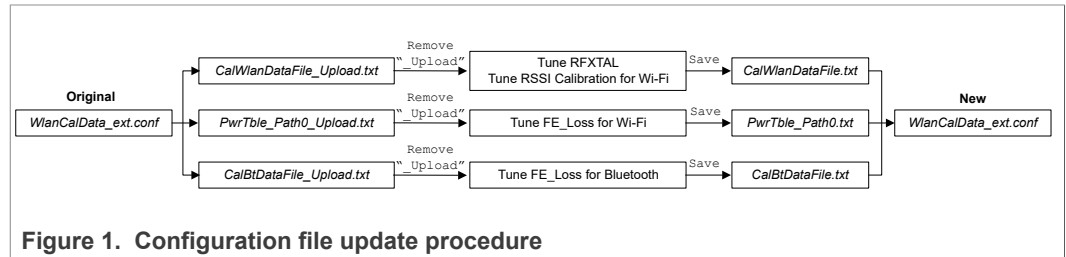 Remove
"_Upload"
CalWlanDataFile_Upload.txt
Tune RFXTAL
Tune RSSI Calibration for Wi-Fi
Save
CalWlanDataFile.txt
Original
WlanCalData_ext.conf
Remove
"_Upload"
PwrTble_Path0_Upload.txt
Tune FE_Loss for Wi-Fi
Save
PwrTble_Path0.txt
New
WlanCalData_ext.conf
Remove
"_Upload"
CalBtDataFile_Upload.txt
Tune FE_Loss for Bluetooth
Save
CalBtDataFile.txt
Figure 1. Configuration file update procedure